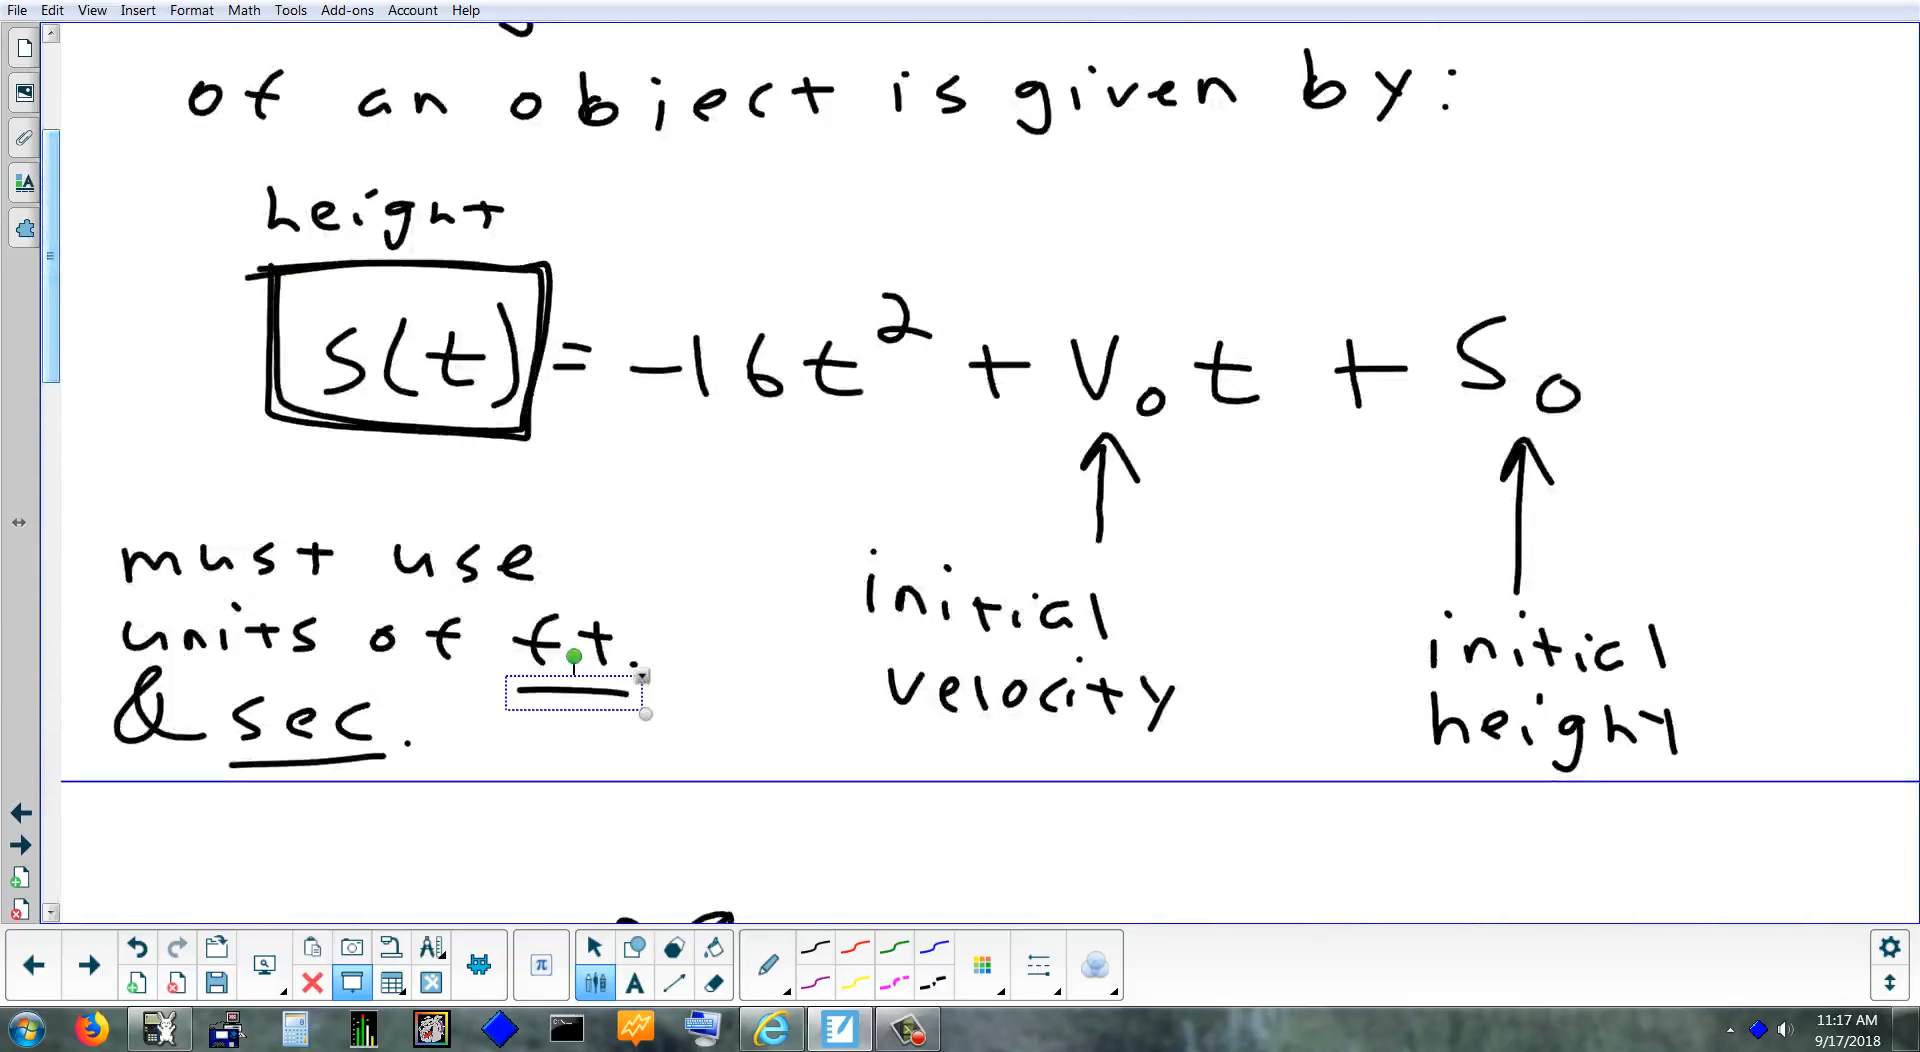 File Edit View Insert Format Math Tools Add-ons Account Help
of an object is given by:
height
s(t) = -16t² + V₀t + S₀
must use
units of ft.
& sec.
initial
velocity
initial
heighy
11:17 AM
9/17/2018